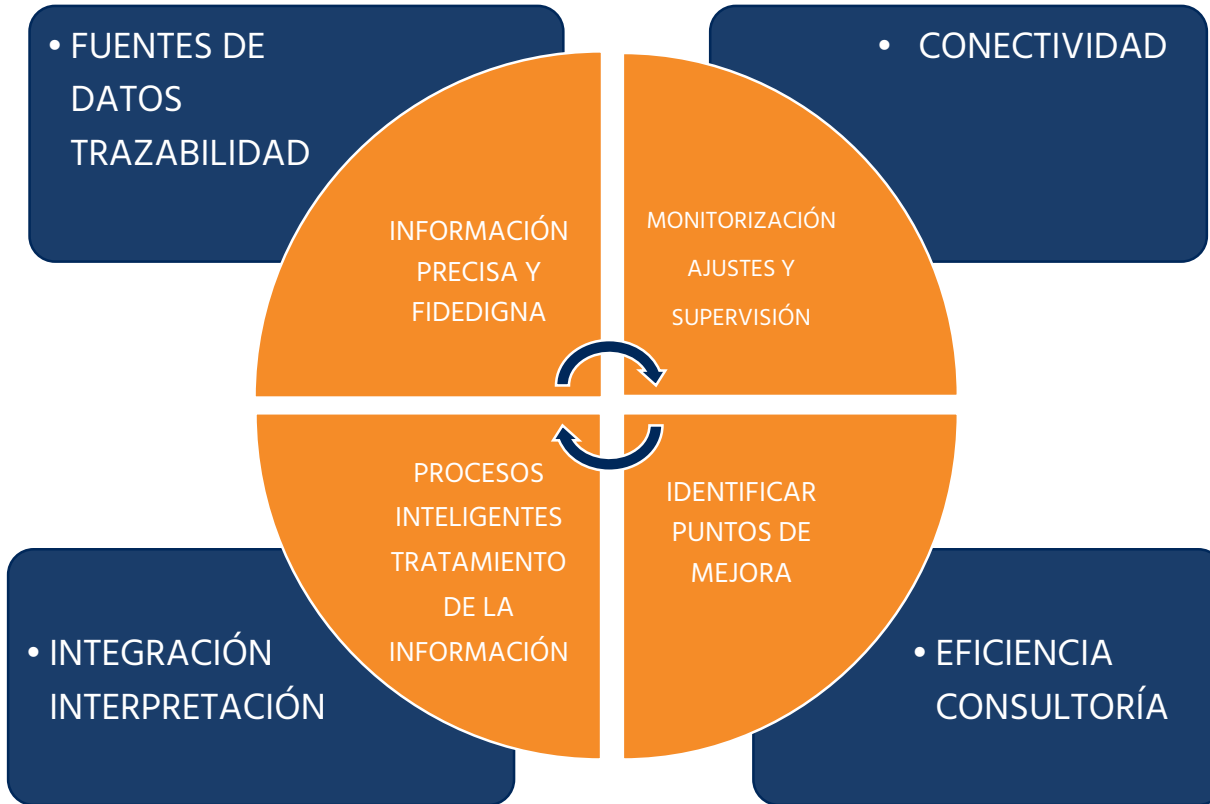 • FUENTES DE
DATOS
TRAZABILIDAD
• CONECTIVIDAD
INFORMACIÓN
PRECISA Y
FIDEDIGNA
MONITORIZACIÓN
AJUSTES Y
SUPERVISIÓN
PROCESOS
INTELIGENTES
TRATAMIENTO
DE LA
INFORMACIÓN
IDENTIFICAR
PUNTOS DE
MEJORA
• INTEGRACIÓN
INTERPRETACIÓN
• EFICIENCIA
CONSULTORÍA